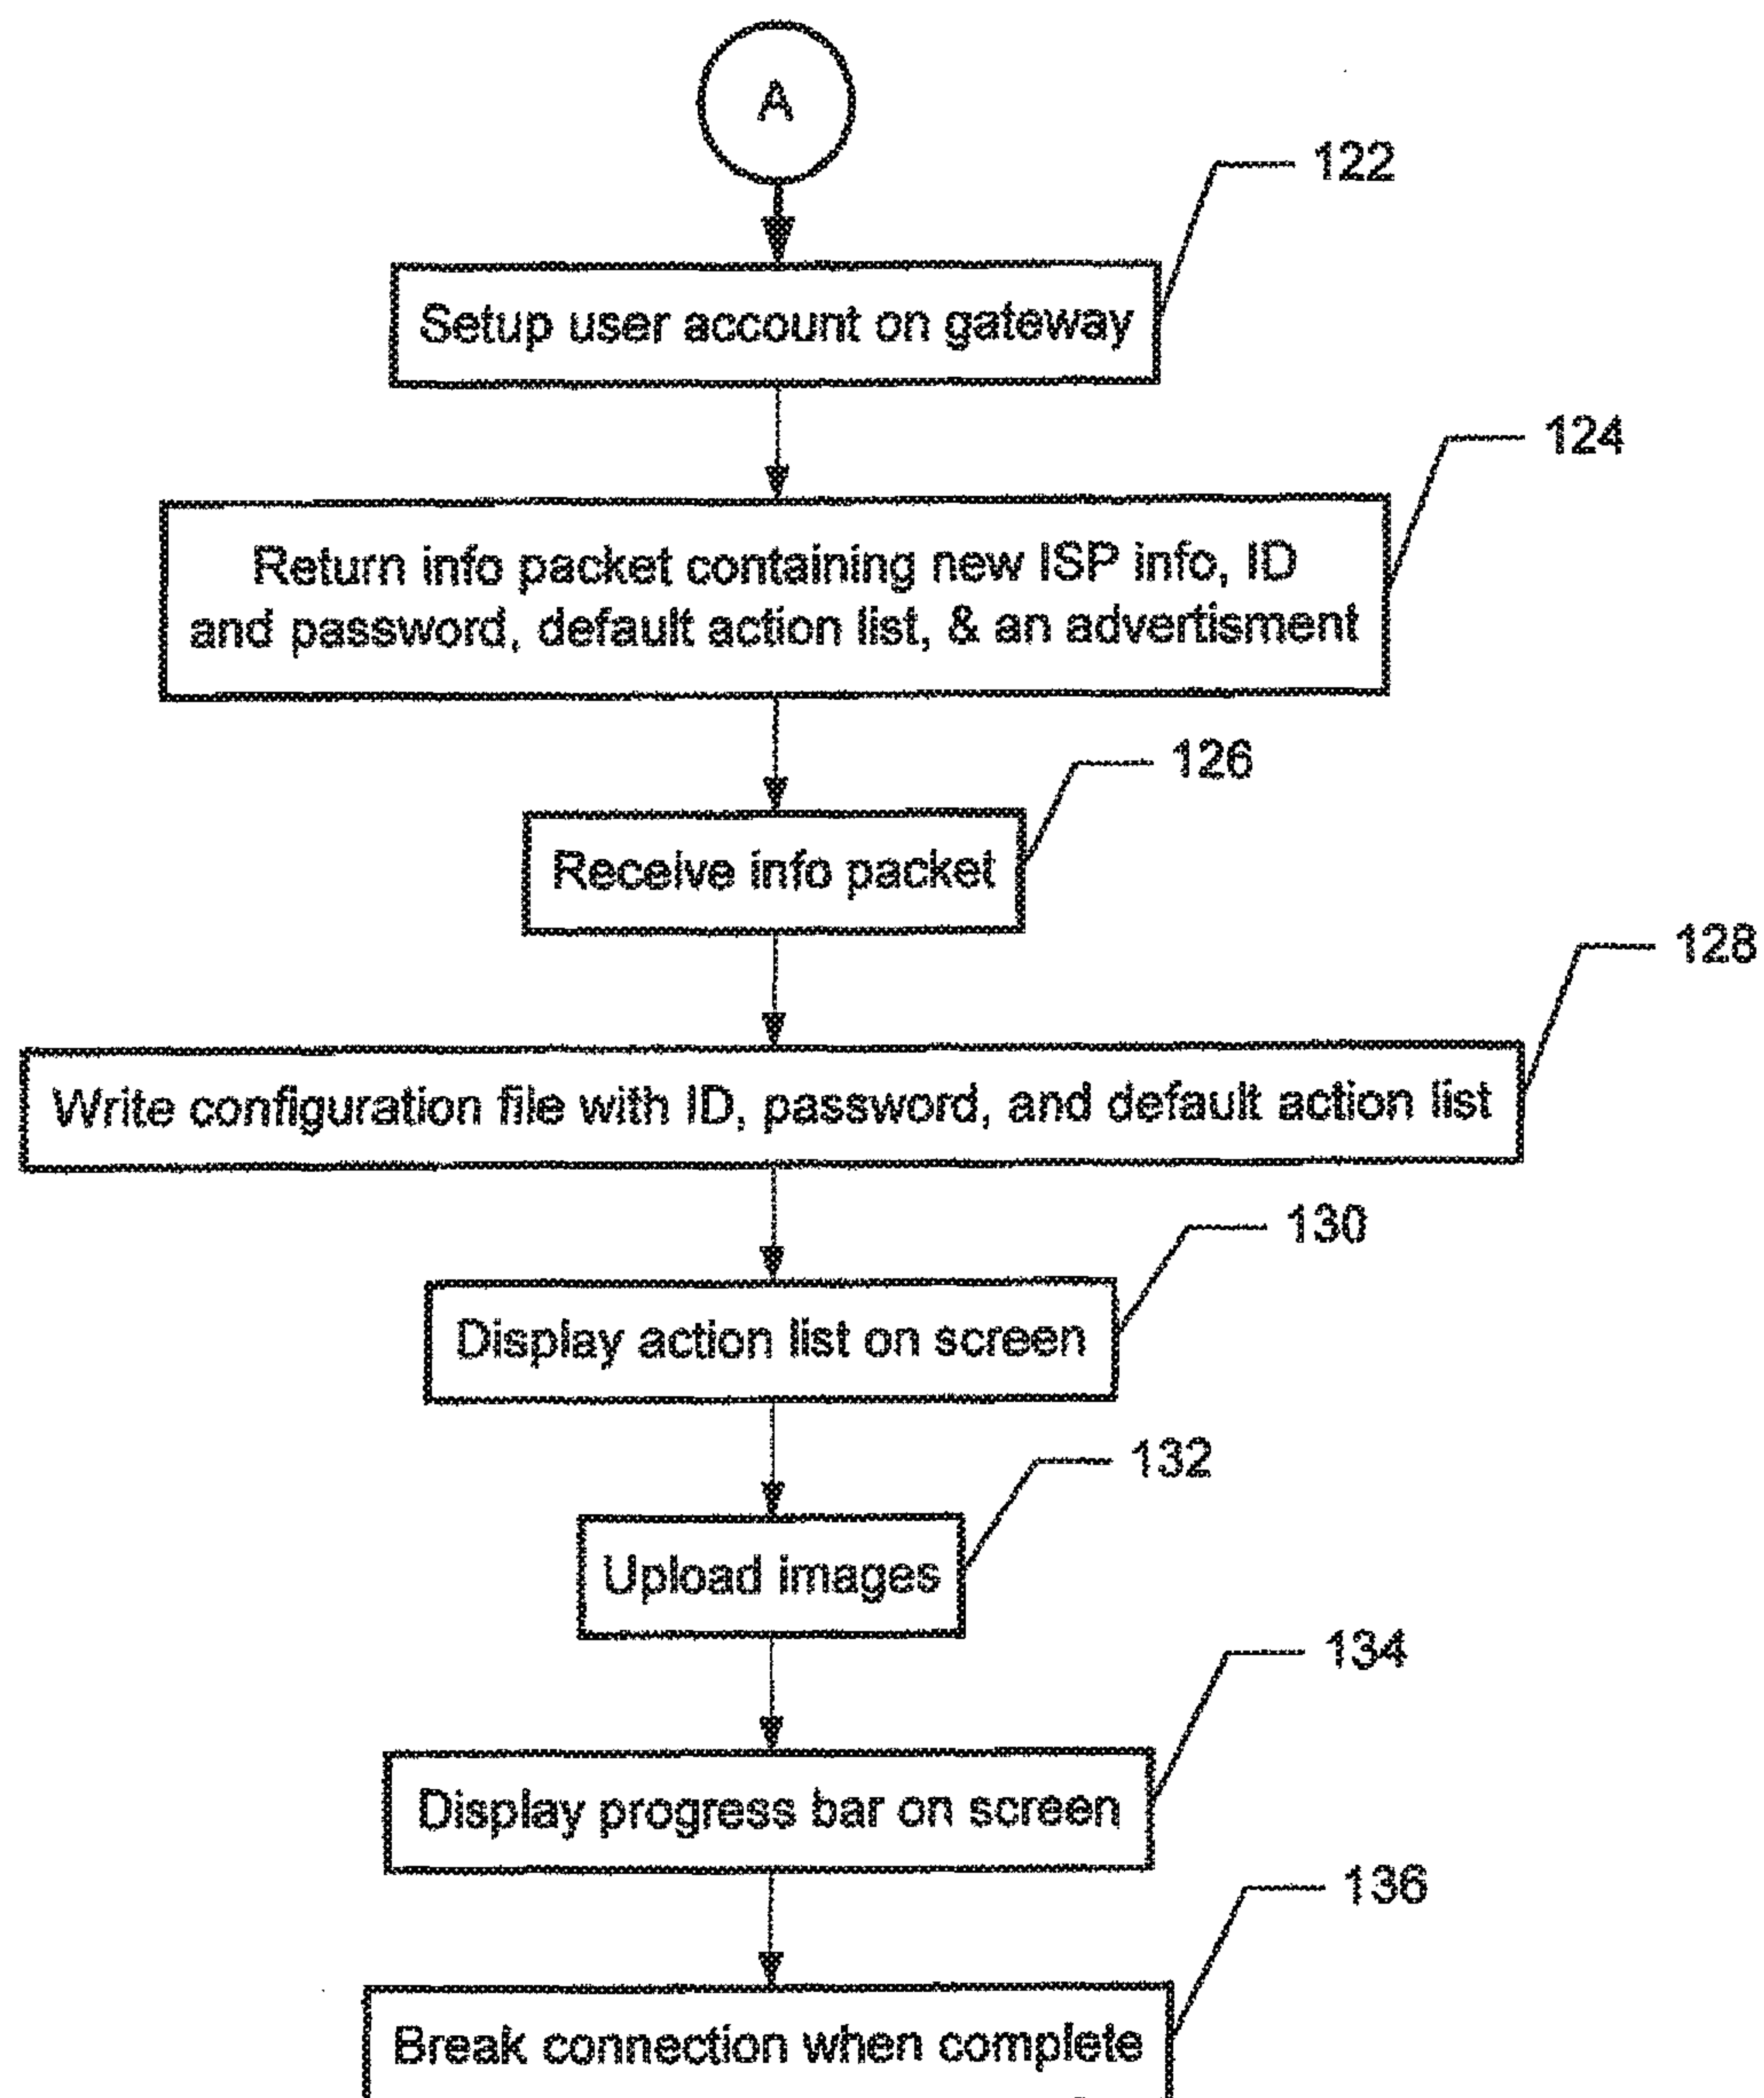 A
122
Setup user account on gateway
124
Return info packet containing new ISP info, ID
and password, default action list, & an advertisment
126
Receive info packet
128
Write configuration file with ID, password, and default action list
130
Display action list on screen
132
Upload images
134
Display progress bar on screen
136
Break connection when complete